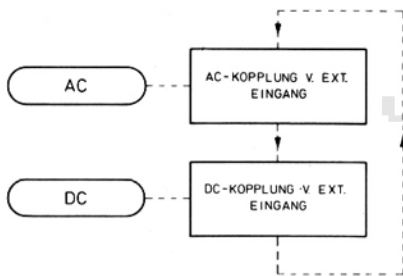 AC
AC-KOPPLUNG V. EXT.
EINGANG
DC
DC-KOPPLUNG V. EXT.
EINGANG